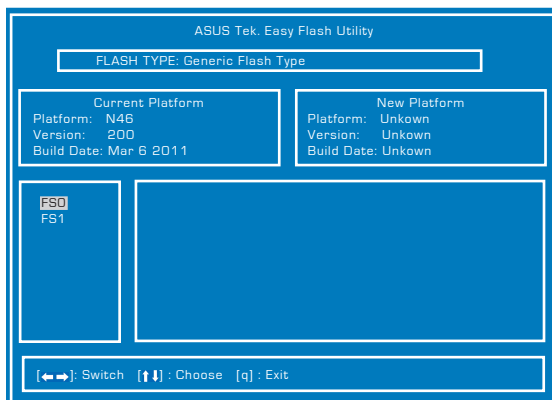 ASUS Tek. Easy Flash Utility
FLASH TYPE: Generic Flash Type
Current Platform
Platform: N46
Version: 200
Build Date: Mar 6 2011
New Platform
Platform: Unkown
Version: Unkown
Build Date: Unkown
FS0
FS1
[←→]: Switch [↑↓] : Choose [q] : Exit